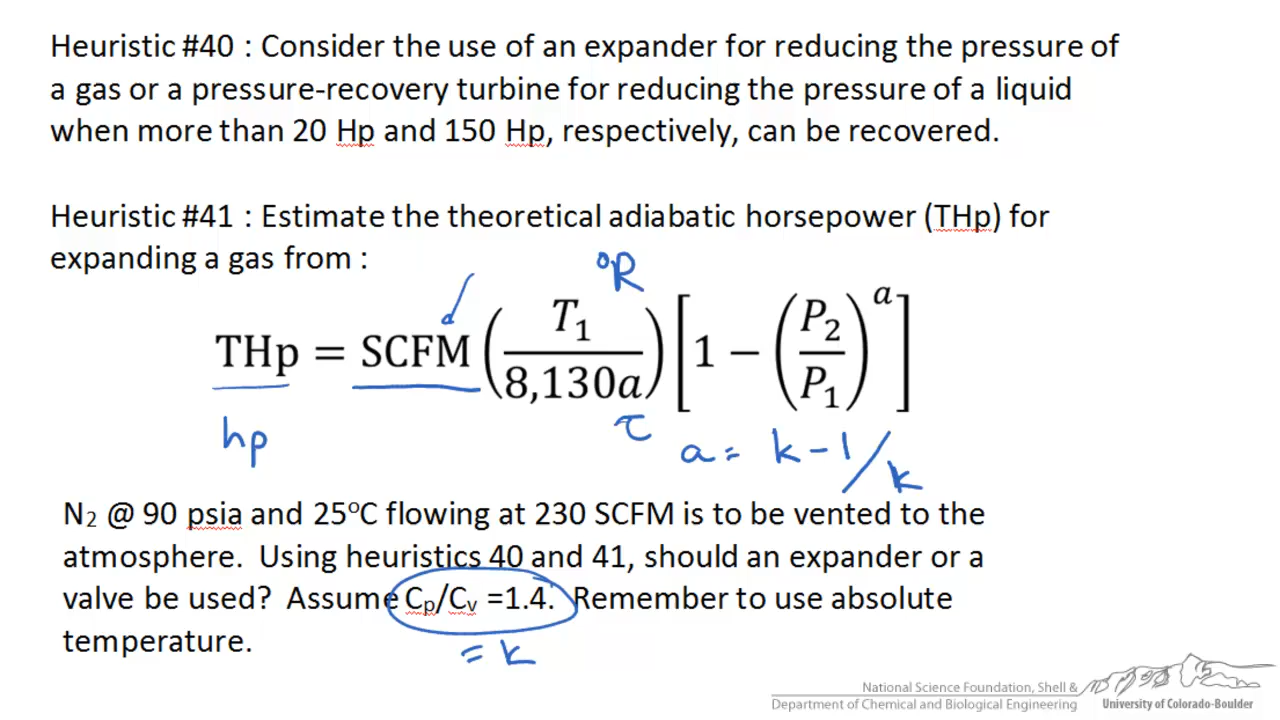 Heuristic #40 : Consider the use of an expander for reducing the pressure of
a gas or a pressure-recovery turbine for reducing the pressure of a liquid
when more than 20 Hp and 150 Hp, respectively, can be recovered.
Heuristic #41 : Estimate the theoretical adiabatic horsepower (THp) for
expanding a gas from :
°R
THp = SCFM (T₁/8,130a) [1 − (P₂/P₁)ᵃ]
hp
τ
a = k-1/k
N₂ @ 90 psia and 25°C flowing at 230 SCFM is to be vented to the
atmosphere. Using heuristics 40 and 41, should an expander or a
valve be used? Assume Cₚ/Cᵥ =1.4. Remember to use absolute
temperature.
= k
National Science Foundation, Shell &
Department of Chemical and Biological Engineering
University of Colorado-Boulder